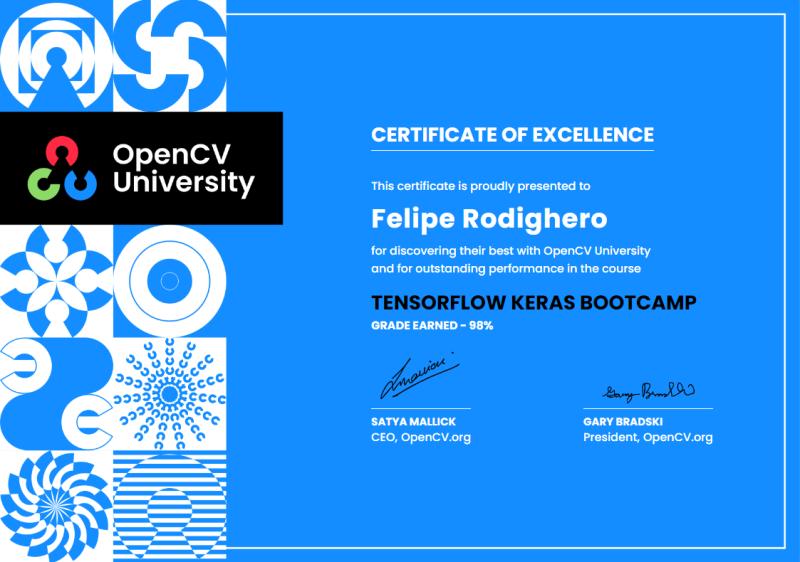 OpenCV
University
CERTIFICATE OF EXCELLENCE
This certificate is proudly presented to
Felipe Rodighero
for discovering their best with OpenCV University
and for outstanding performance in the course
TENSORFLOW KERAS BOOTCAMP
GRADE EARNED - 98%
SATYA MALLICK
CEO, OpenCV.org
GARY BRADSKI
President, OpenCV.org